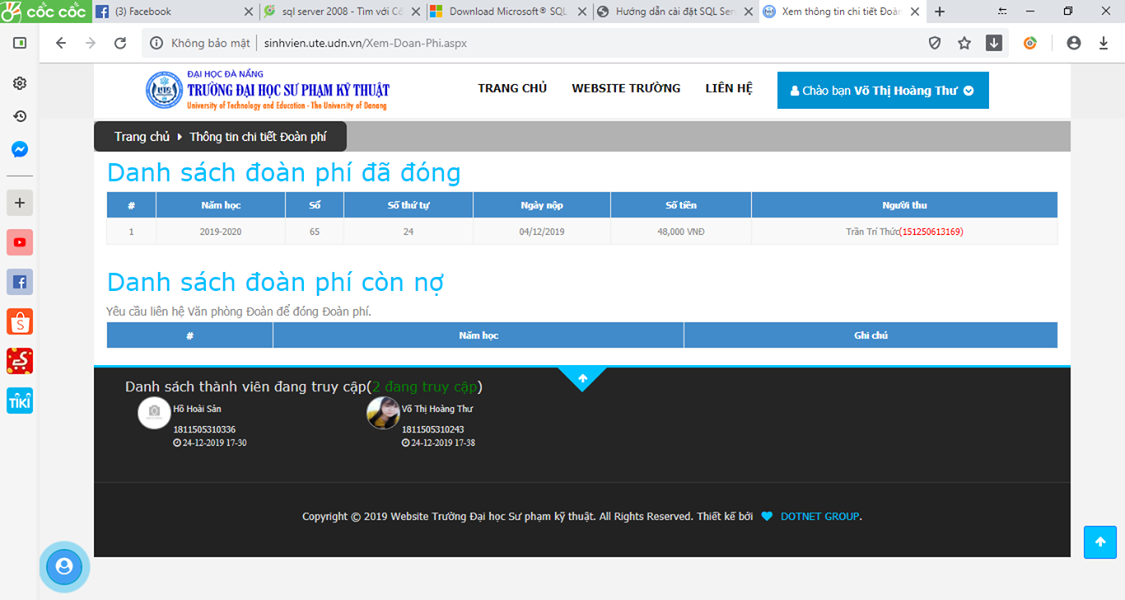 cốc cốc
(3) Facebook
sql server 2008 - Tìm với Cố
Download Microsoft® SQL
Hướng dẫn cài đặt SQL Ser
Xem thông tin chi tiết Đoàn
Không bảo mật
sinhvien.ute.udn.vn/Xem-Doan-Phi.aspx
ĐẠI HỌC ĐÀ NẴNG
TRƯỜNG ĐẠI HỌC SƯ PHẠM KỸ THUẬT
University of Technology and Education - The University of Danang
TRANG CHỦ WEBSITE TRƯỜNG LIÊN HỆ
Chào bạn Võ Thị Hoàng Thư
Trang chủ Thông tin chi tiết Đoàn phí
Danh sách đoàn phí đã đóng
# Năm học Sổ Số thứ tự Ngày nộp Số tiền Người thu
1 2019-2020 65 24 04/12/2019 48,000 VNĐ Trần Trí Thức(151250613169)
Danh sách đoàn phí còn nợ
Yêu cầu liên hệ Văn phòng Đoàn để đóng Đoàn phí.
# Năm học Ghi chú
Danh sách thành viên đang truy cập(2 đang truy cập)
Hồ Hoài Sàn
1811505310336
24-12-2019 17-30
Võ Thị Hoàng Thư
1811505310243
24-12-2019 17-38
Copyright © 2019 Website Trường Đại học Sư phạm kỹ thuật. All Rights Reserved. Thiết kế bởi DOTNET GROUP.
TIKI